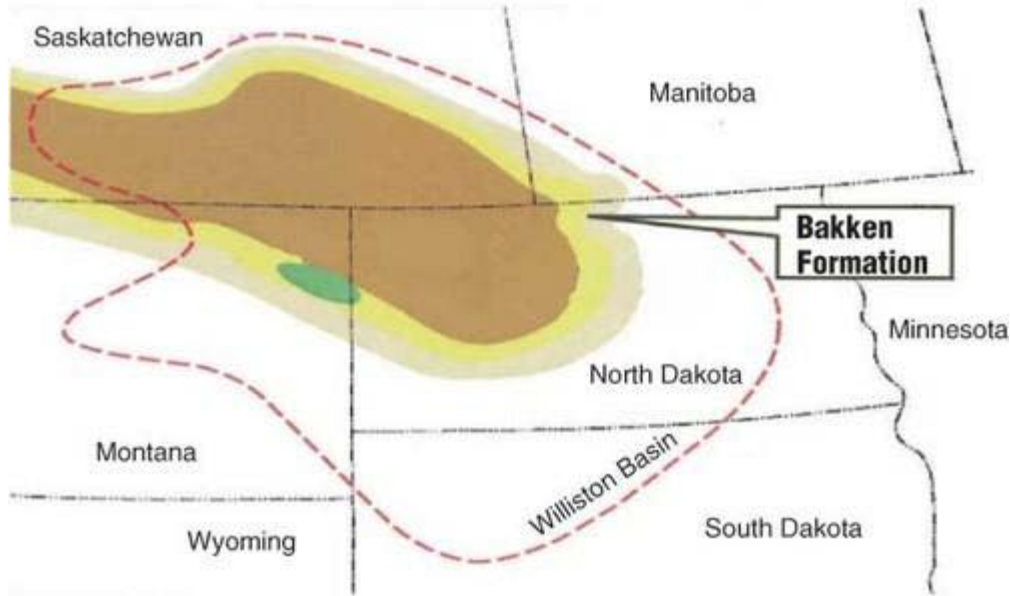 Saskatchewan
Manitoba
Bakken
Formation
Minnesota
North Dakota
Montana
Williston Basin
South Dakota
Wyoming